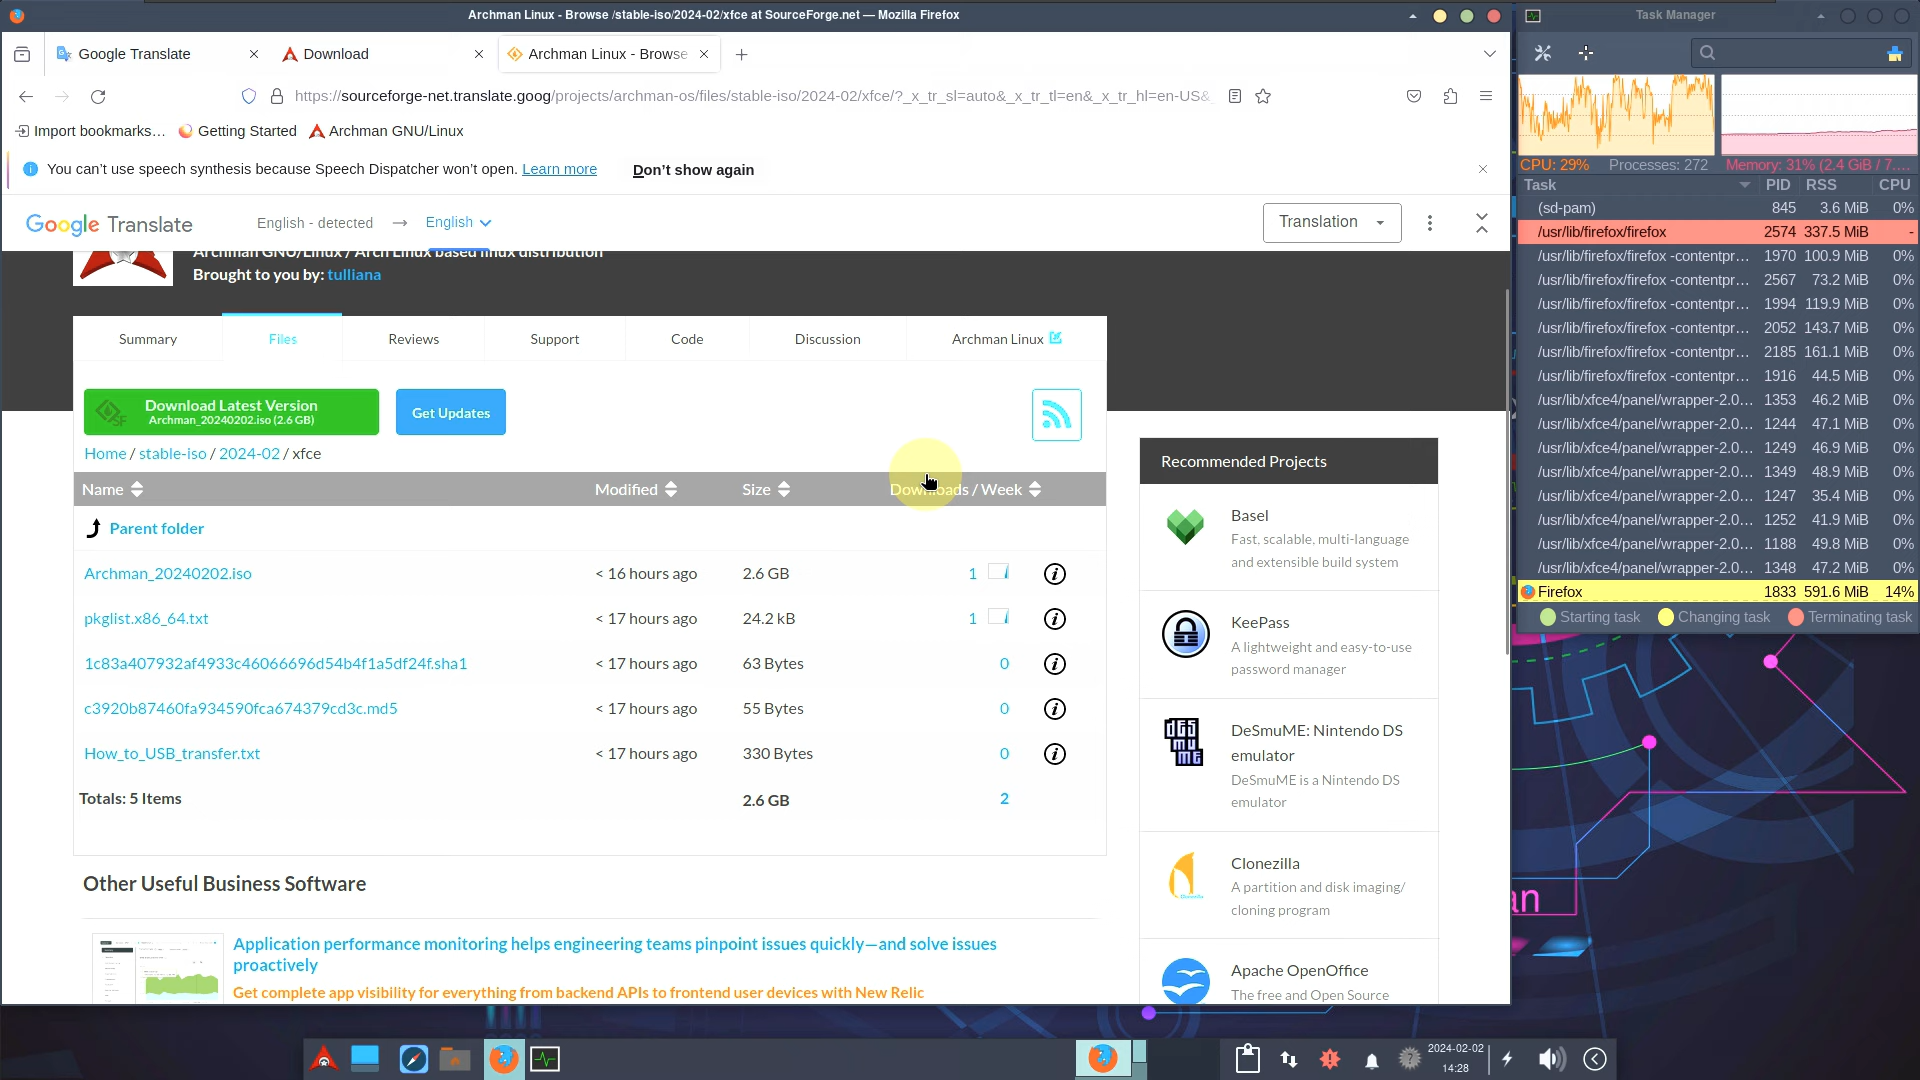 Archman Linux - Browse /stable-iso/2024-02/xfce at SourceForge.net — Mozilla Firefox
Google Translate
Download
Archman Linux - Browse
https://sourceforge-net.translate.goog/projects/archman-os/files/stable-iso/2024-02/xfce/?_x_tr_sl=auto&_x_tr_tl=en&_x_tr_hl=en-US&
Import bookmarks…
Getting Started
Archman GNU/Linux
You can’t use speech synthesis because Speech Dispatcher won’t open. Learn more
Don’t show again
Google Translate
English - detected
English
Translation
Archman GNU/Linux / Arch Linux based linux distribution
Brought to you by: tulliana
Summary
Files
Reviews
Support
Code
Discussion
Archman Linux
Download Latest Version
Archman_20240202.iso (2.6 GB)
Get Updates
Home / stable-iso / 2024-02 / xfce
Name Modified Size Downloads / Week
Parent folder
Archman_20240202.iso < 16 hours ago 2.6 GB 1
pkglist.x86_64.txt < 17 hours ago 24.2 kB 1
1c83a407932af4933c46066696d54b4f1a5df24f.sha1 < 17 hours ago 63 Bytes 0
c3920b87460fa934590fca674379cd3c.md5 < 17 hours ago 55 Bytes 0
How_to_USB_transfer.txt < 17 hours ago 330 Bytes 0
Totals: 5 Items 2.6 GB 2
Other Useful Business Software
Application performance monitoring helps engineering teams pinpoint issues quickly—and solve issues
proactively
Get complete app visibility for everything from backend APIs to frontend user devices with New Relic
Recommended Projects
Basel
Fast, scalable, multi-language
and extensible build system
KeePass
A lightweight and easy-to-use
password manager
DeSmuME: Nintendo DS
emulator
DeSmuME is a Nintendo DS
emulator
Clonezilla
A partition and disk imaging/
cloning program
Apache OpenOffice
The free and Open Source
Task Manager
CPU: 29% Processes: 272 Memory: 31% (2.4 GiB / 7....
Task PID RSS CPU
(sd-pam) 845 3.6 MiB 0%
/usr/lib/firefox/firefox 2574 337.5 MiB -
/usr/lib/firefox/firefox -contentpr... 1970 100.9 MiB 0%
/usr/lib/firefox/firefox -contentpr... 2567 73.2 MiB 0%
/usr/lib/firefox/firefox -contentpr... 1994 119.9 MiB 0%
/usr/lib/firefox/firefox -contentpr... 2052 143.7 MiB 0%
/usr/lib/firefox/firefox -contentpr... 2185 161.1 MiB 0%
/usr/lib/firefox/firefox -contentpr... 1916 44.5 MiB 0%
/usr/lib/xfce4/panel/wrapper-2.0... 1353 46.2 MiB 0%
/usr/lib/xfce4/panel/wrapper-2.0... 1244 47.1 MiB 0%
/usr/lib/xfce4/panel/wrapper-2.0... 1249 46.9 MiB 0%
/usr/lib/xfce4/panel/wrapper-2.0... 1349 48.9 MiB 0%
/usr/lib/xfce4/panel/wrapper-2.0... 1247 35.4 MiB 0%
/usr/lib/xfce4/panel/wrapper-2.0... 1252 41.9 MiB 0%
/usr/lib/xfce4/panel/wrapper-2.0... 1188 49.8 MiB 0%
/usr/lib/xfce4/panel/wrapper-2.0... 1348 47.2 MiB 0%
Firefox 1833 591.6 MiB 14%
Starting task
Changing task
Terminating task
an
2024-02-02
14:28